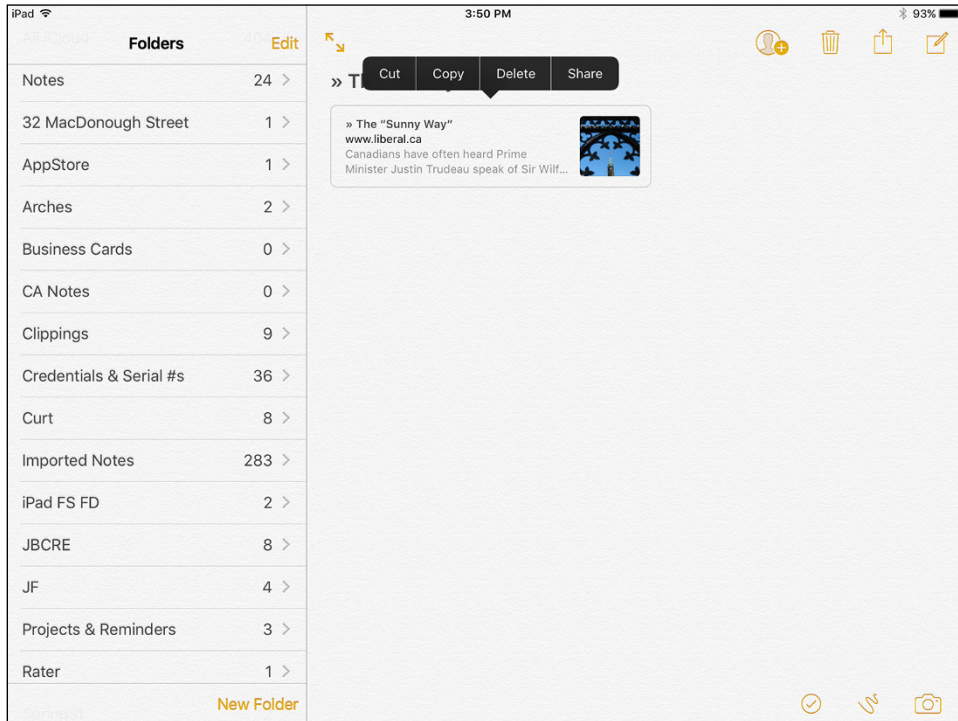 iPad 3:50 PM 93%
All iCloud
Folders Edit
Notes 24
32 MacDonough Street 1
AppStore 1
Arches 2
Business Cards 0
CA Notes 0
Clippings 9
Credentials & Serial #s 36
Curt 8
Imported Notes 283
iPad FS FD 2
JBCRE 8
JF 4
Projects & Reminders 3
Rater 1
New Folder
Cut Copy Delete Share
» The "Sunny Way"
www.liberal.ca
Canadians have often heard Prime
Minister Justin Trudeau speak of Sir Wilf...